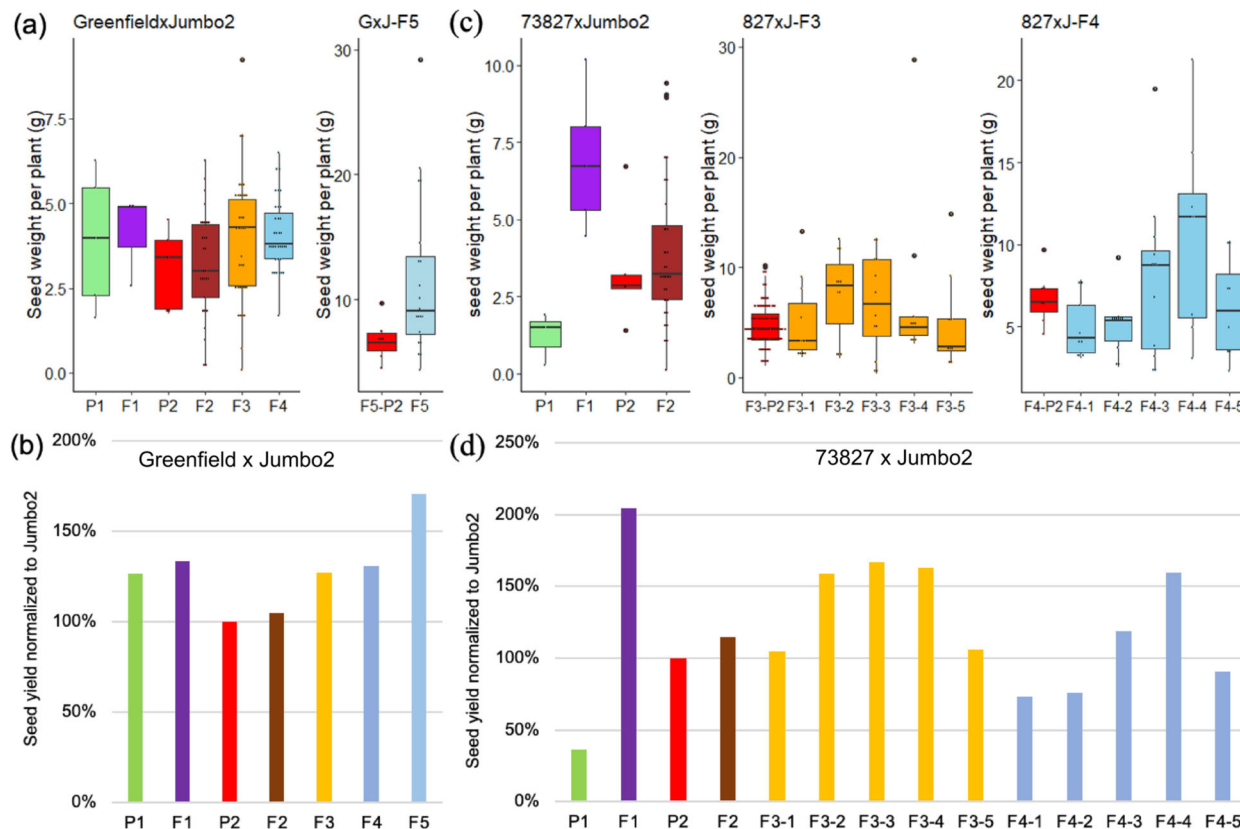 (a)
GreenfieldxJumbo2
Seed weight per plant (g)
7.5
5.0
2.5
0.0
P1 F1 P2 F2 F3 F4
GxJ-F5
Seed weight per plant (g)
30
20
10
F5-P2 F5
(c)
73827xJumbo2
seed weight per plant (g)
10.0
7.5
5.0
2.5
0.0
P1 F1 P2 F2
827xJ-F3
seed weight per plant (g)
30
20
10
0
F3-P2 F3-1 F3-2 F3-3 F3-4 F3-5
827xJ-F4
seed weight per plant (g)
20
15
10
5
F4-P2 F4-1 F4-2 F4-3 F4-4 F4-5
(b)
Greenfield x Jumbo2
Seed yield normalized to Jumbo2
200%
150%
100%
50%
0%
P1 F1 P2 F2 F3 F4 F5
(d)
73827 x Jumbo2
Seed yield normalized to Jumbo2
250%
200%
150%
100%
50%
0%
P1 F1 P2 F2 F3-1 F3-2 F3-3 F3-4 F3-5 F4-1 F4-2 F4-3 F4-4 F4-5